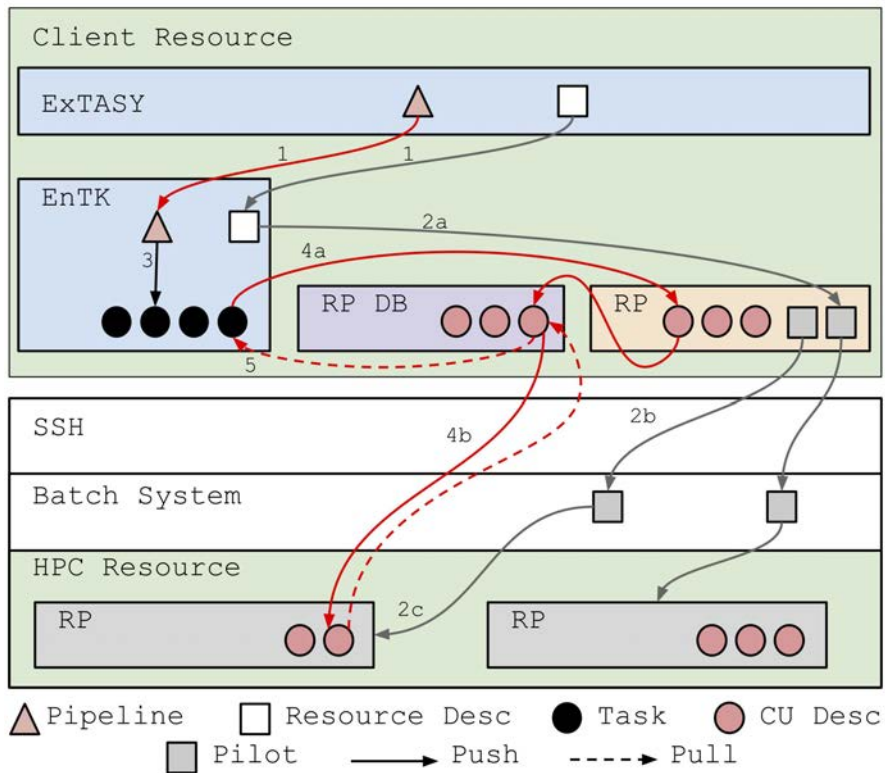 Client Resource
ExTASY
1 1
EnTK
2a
3
4a
RP DB
RP
5
SSH
4b
2b
Batch System
HPC Resource
RP
2c
RP
Pipeline Resource Desc Task CU Desc
Pilot Push Pull